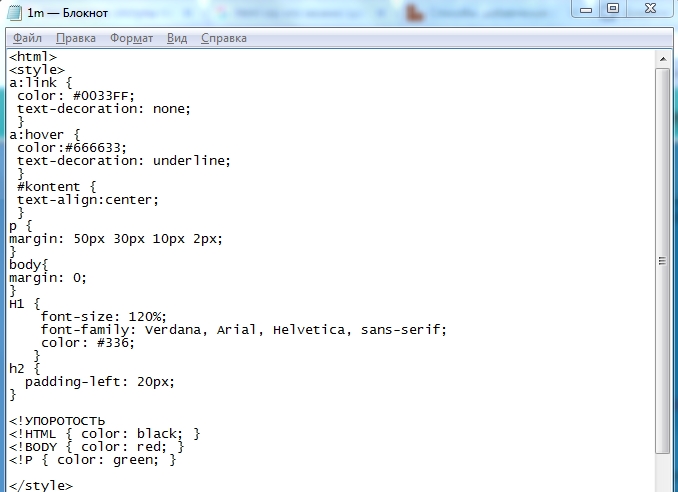 1m — Блокнот
Файл Правка Формат Вид Справка
<html>
<style>
a:link {
 color: #0033FF;
 text-decoration: none;
 }
a:hover {
 color:#666633;
 text-decoration: underline;
 }
 #kontent {
 text-align:center;
 }
p {
margin: 50px 30px 10px 2px;
}
body{
margin: 0;
}
H1 {
    font-size: 120%;
    font-family: Verdana, Arial, Helvetica, sans-serif;
    color: #336;
   }
h2 {
  padding-left: 20px;
}

<!УПОРОТОСТЬ
<!HTML { color: black; }
<!BODY { color: red; }
<!P { color: green; }

</style>